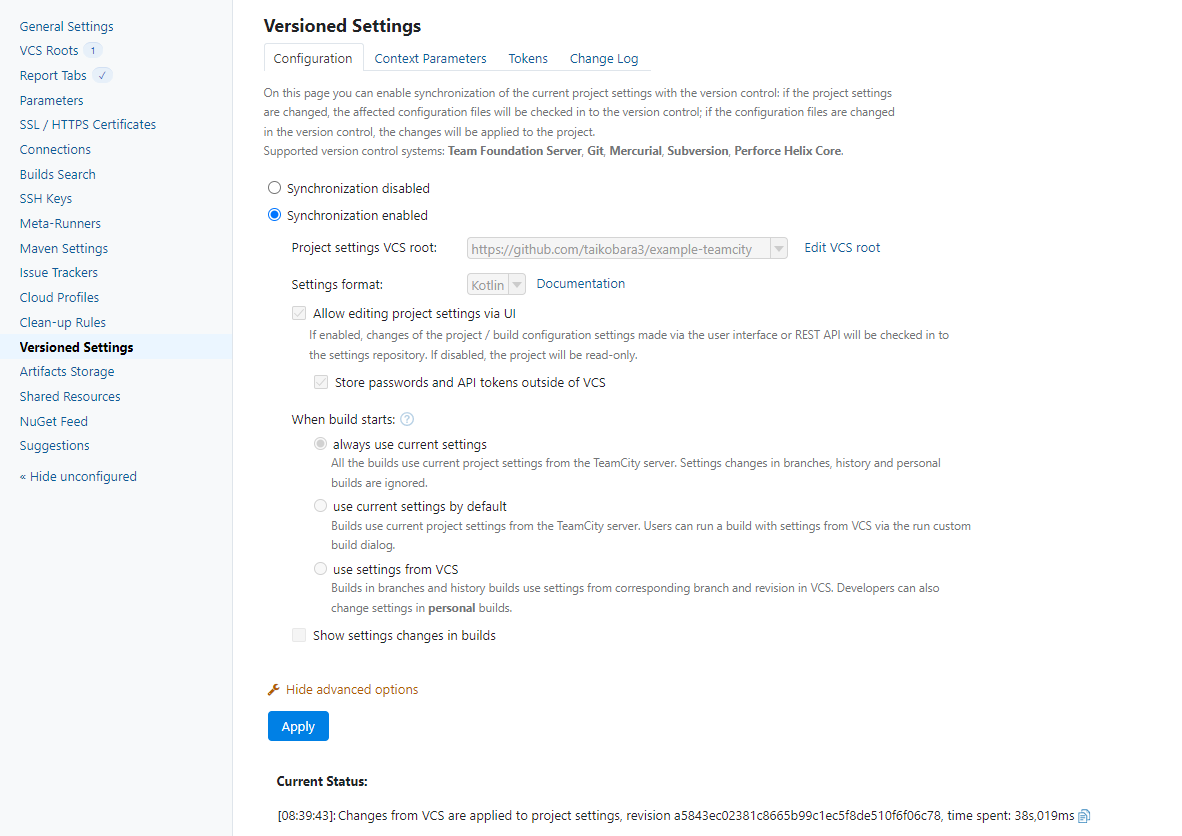 General Settings
VCS Roots 1
Report Tabs ✓
Parameters
SSL / HTTPS Certificates
Connections
Builds Search
SSH Keys
Meta-Runners
Maven Settings
Issue Trackers
Cloud Profiles
Clean-up Rules
Versioned Settings
Artifacts Storage
Shared Resources
NuGet Feed
Suggestions
« Hide unconfigured
Versioned Settings
Configuration Context Parameters Tokens Change Log
On this page you can enable synchronization of the current project settings with the version control: if the project settings
are changed, the affected configuration files will be checked in to the version control; if the configuration files are changed
in the version control, the changes will be applied to the project.
Supported version control systems: Team Foundation Server, Git, Mercurial, Subversion, Perforce Helix Core.
Synchronization disabled
Synchronization enabled
Project settings VCS root: https://github.com/taikobara3/example-teamcity Edit VCS root
Settings format: Kotlin Documentation
Allow editing project settings via UI
If enabled, changes of the project / build configuration settings made via the user interface or REST API will be checked in to
the settings repository. If disabled, the project will be read-only.
Store passwords and API tokens outside of VCS
When build starts: ?
always use current settings
All the builds use current project settings from the TeamCity server. Settings changes in branches, history and personal
builds are ignored.
use current settings by default
Builds use current project settings from the TeamCity server. Users can run a build with settings from VCS via the run custom
build dialog.
use settings from VCS
Builds in branches and history builds use settings from corresponding branch and revision in VCS. Developers can also
change settings in personal builds.
Show settings changes in builds
Hide advanced options
Apply
Current Status:
[08:39:43]: Changes from VCS are applied to project settings, revision a5843ec02381c8665b99c1ec5f8de510f6f06c78, time spent: 38s,019ms